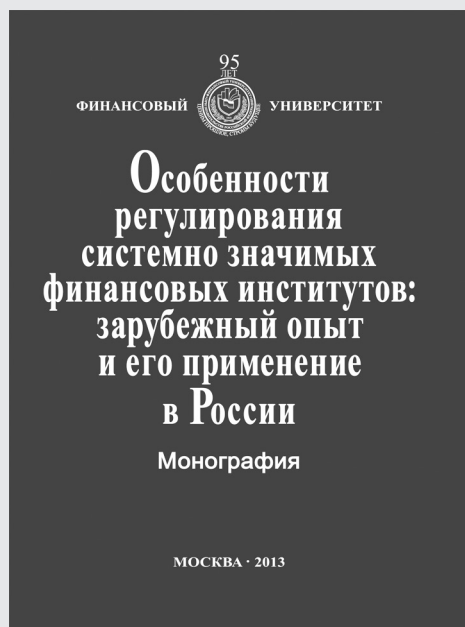 95
ЛЕТ
ФИНАНСОВЫЙ УНИВЕРСИТЕТ
Особенности
регулирования
системно значимых
финансовых институтов:
зарубежный опыт
и его применение
в России
Монография
МОСКВА · 2013